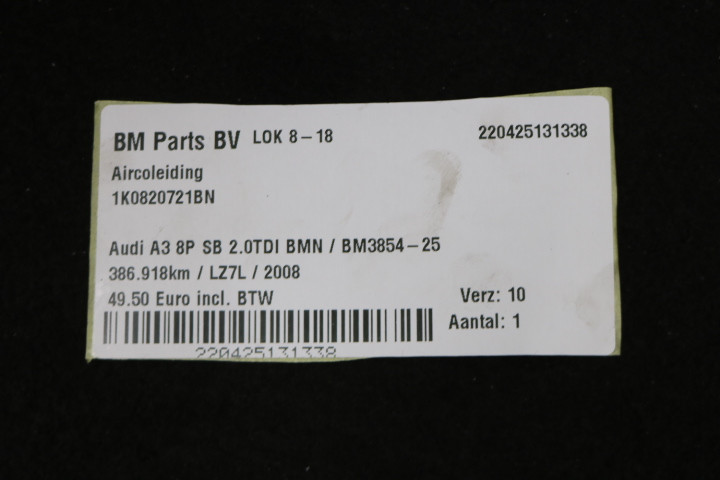 BM Parts BV LOK 8-18 220425131338
Aircoleiding
1K0820721BN
Audi A3 8P SB 2.0TDI BMN / BM3854-25
386.918km / LZ7L / 2008
49.50 Euro incl. BTW Verz: 10
Aantal: 1
220425131338